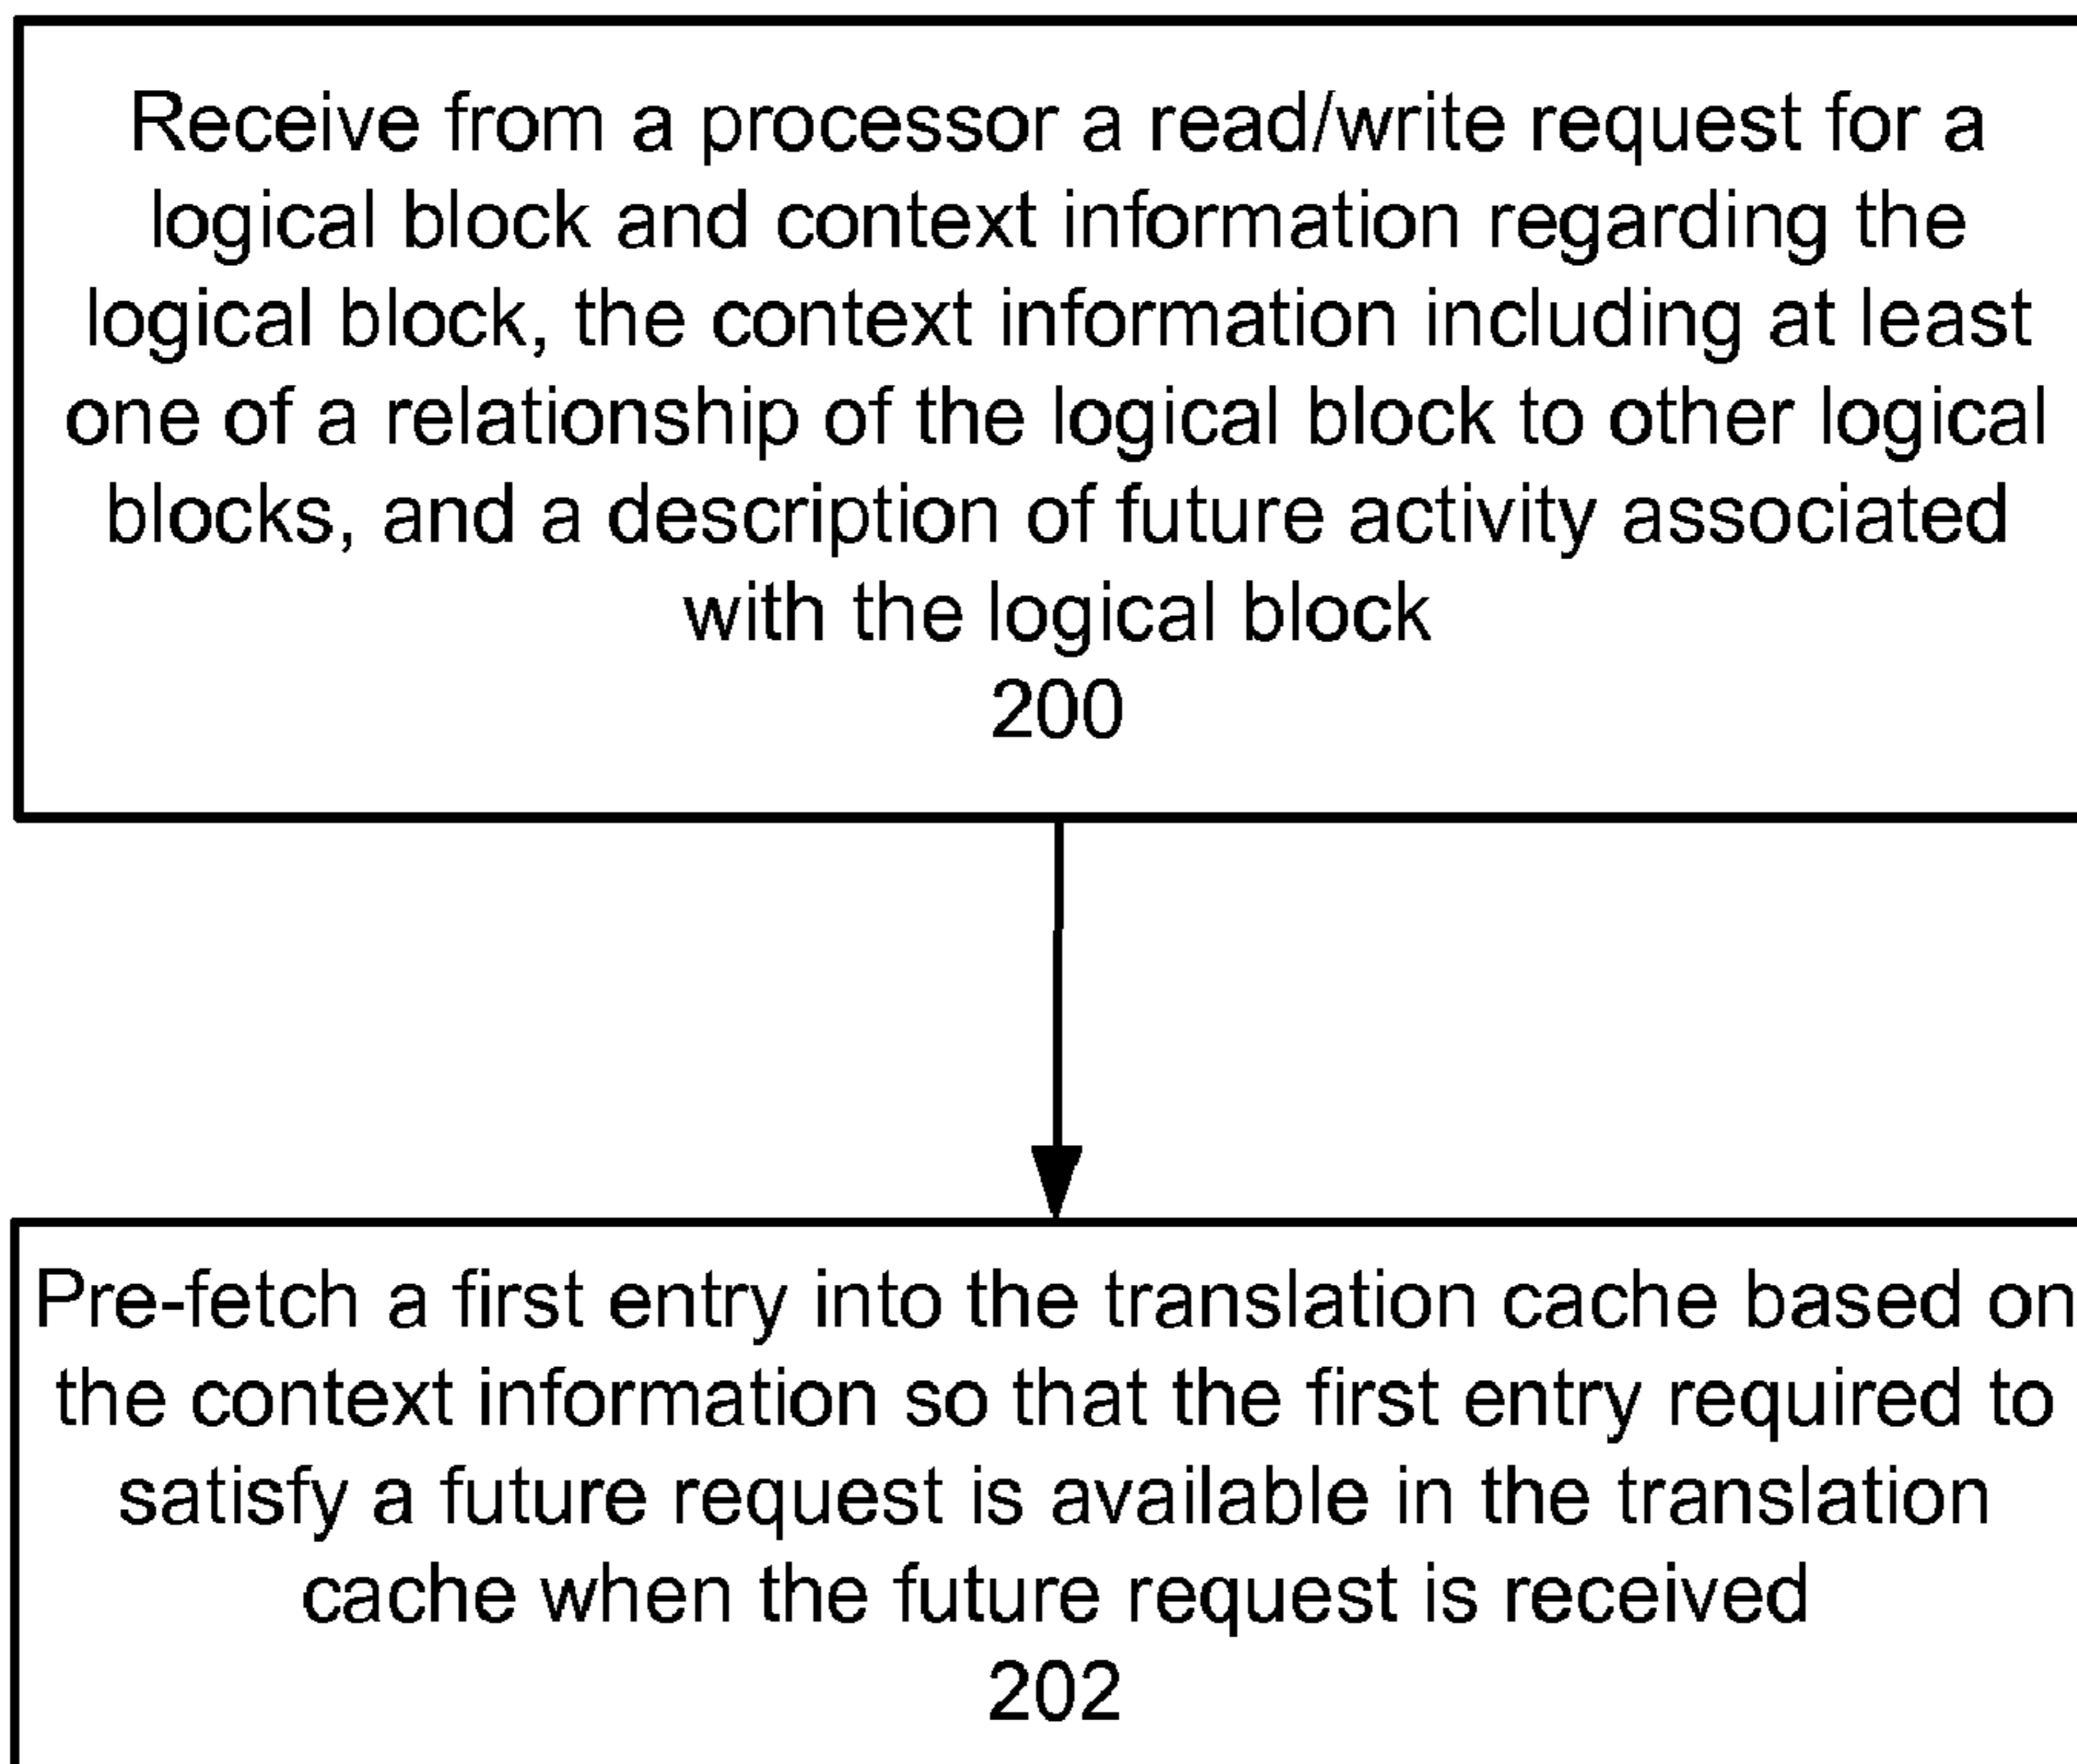 Receive from a processor a read/write request for a
logical block and context information regarding the
logical block, the context information including at least
one of a relationship of the logical block to other logical
blocks, and a description of future activity associated
with the logical block
200
Pre-fetch a first entry into the translation cache based on
the context information so that the first entry required to
satisfy a future request is available in the translation
cache when the future request is received
202